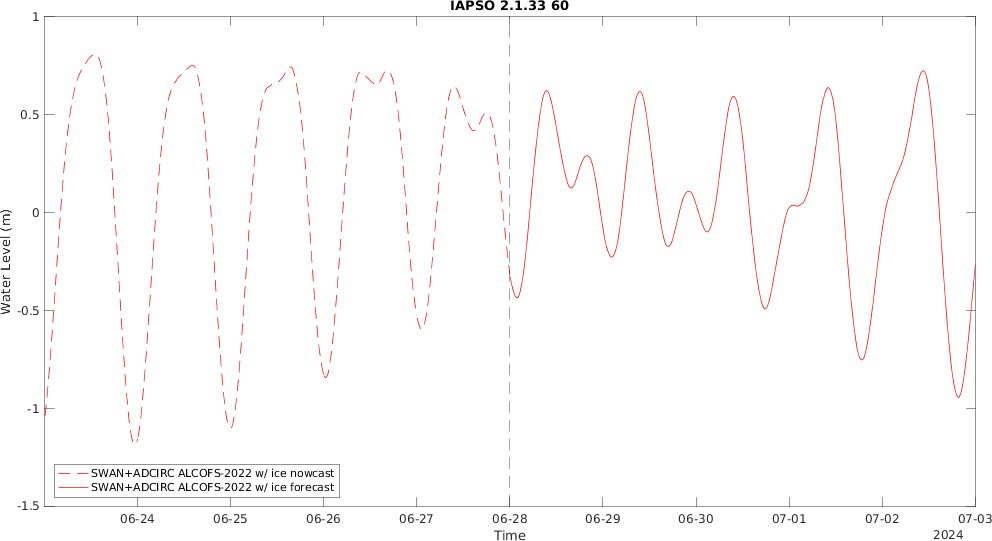 IAPSO 2.1.33 60
Water Level (m)
1
0.5
0
-0.5
-1
-1.5
SWAN+ADCIRC ALCOFS-2022 w/ ice nowcast
SWAN+ADCIRC ALCOFS-2022 w/ ice forecast
06-24 06-25 06-26 06-27 06-28 06-29 06-30 07-01 07-02 07-03
Time
2024